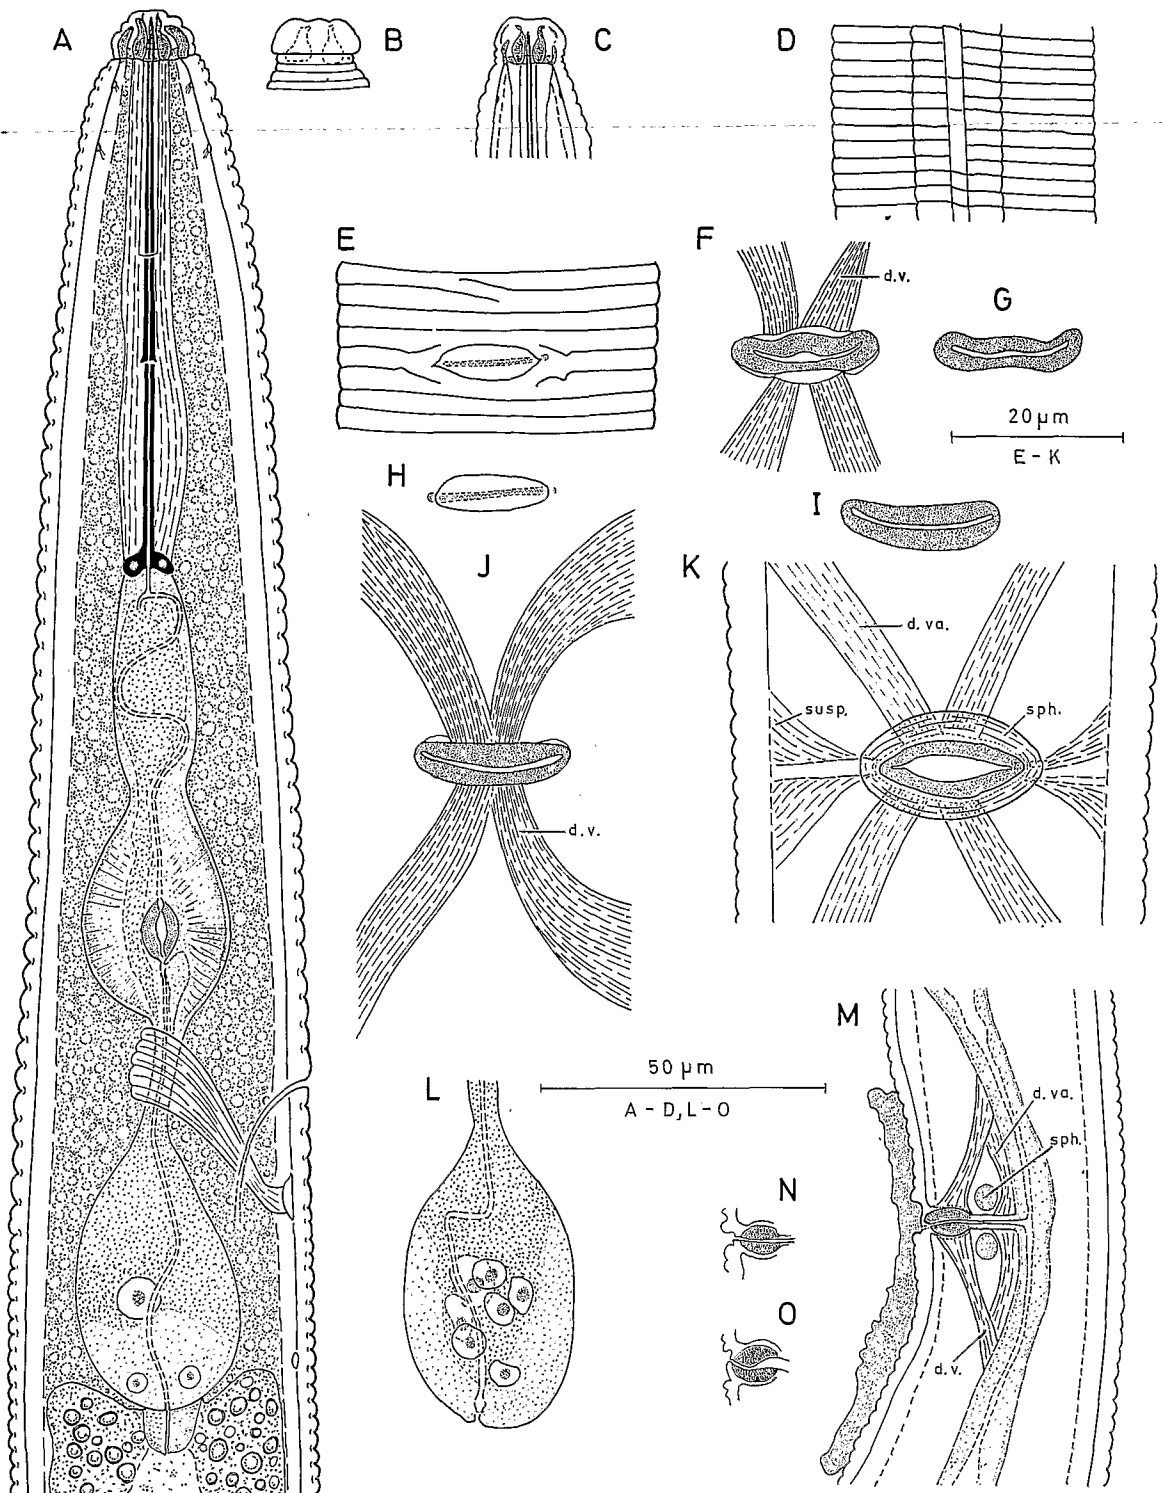 A
B
C
D
E
F
d.v.
G
20 µm
E - K
H
I
J
d.v.
K
d. va.
susp.
sph.
L
50 µm
A - D, L - O
M
d. va.
sph.
d.v.
N
O